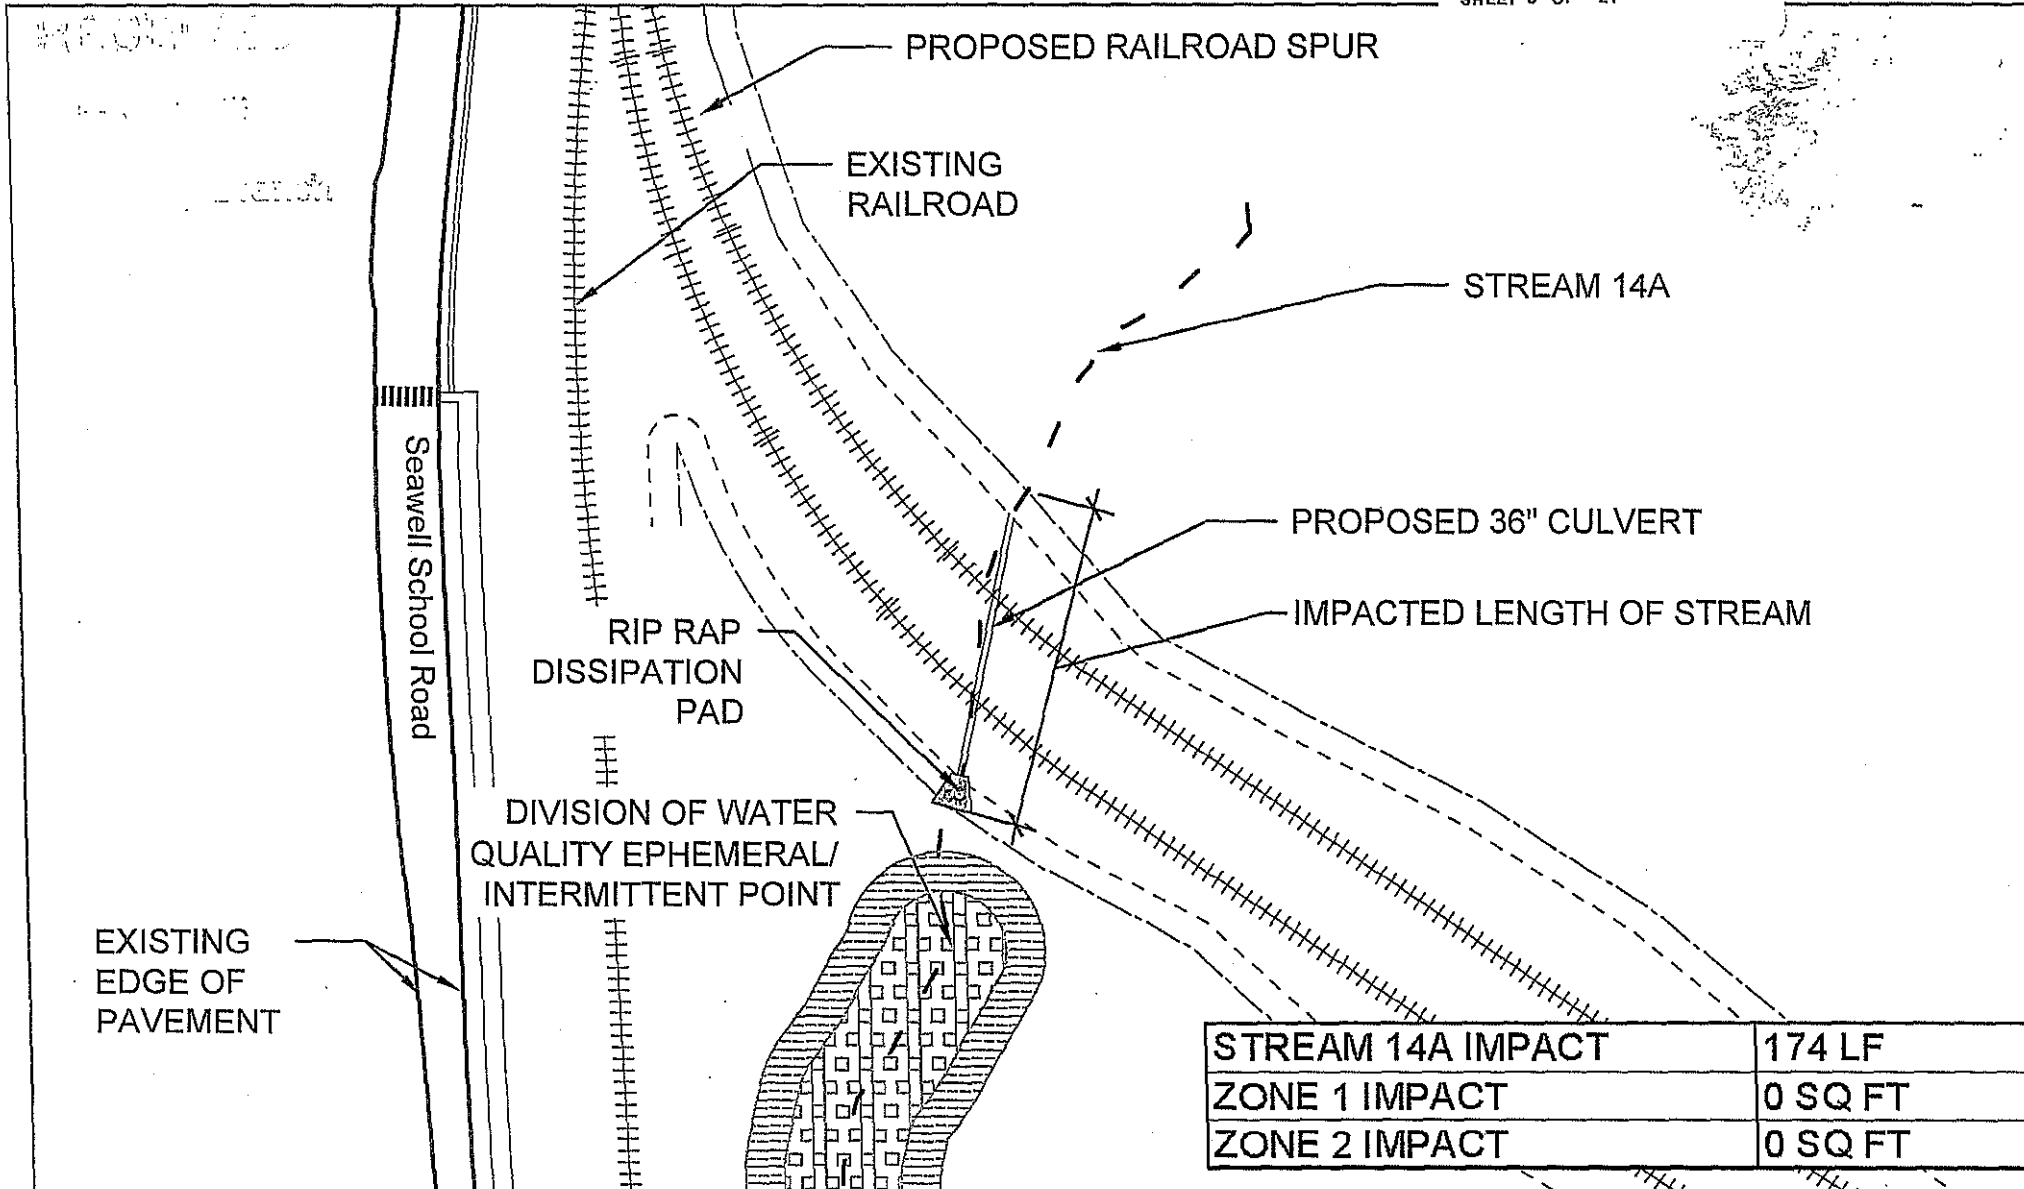 PROPOSED RAILROAD SPUR
EXISTING
RAILROAD
STREAM 14A
PROPOSED 36" CULVERT
IMPACTED LENGTH OF STREAM
Seawell School Road
RIP RAP
DISSIPATION
PAD
DIVISION OF WATER
QUALITY EPHEMERAL/
INTERMITTENT POINT
EXISTING
EDGE OF
PAVEMENT
STREAM 14A IMPACT 174 LF
ZONE 1 IMPACT 0 SQ FT
ZONE 2 IMPACT 0 SQ FT